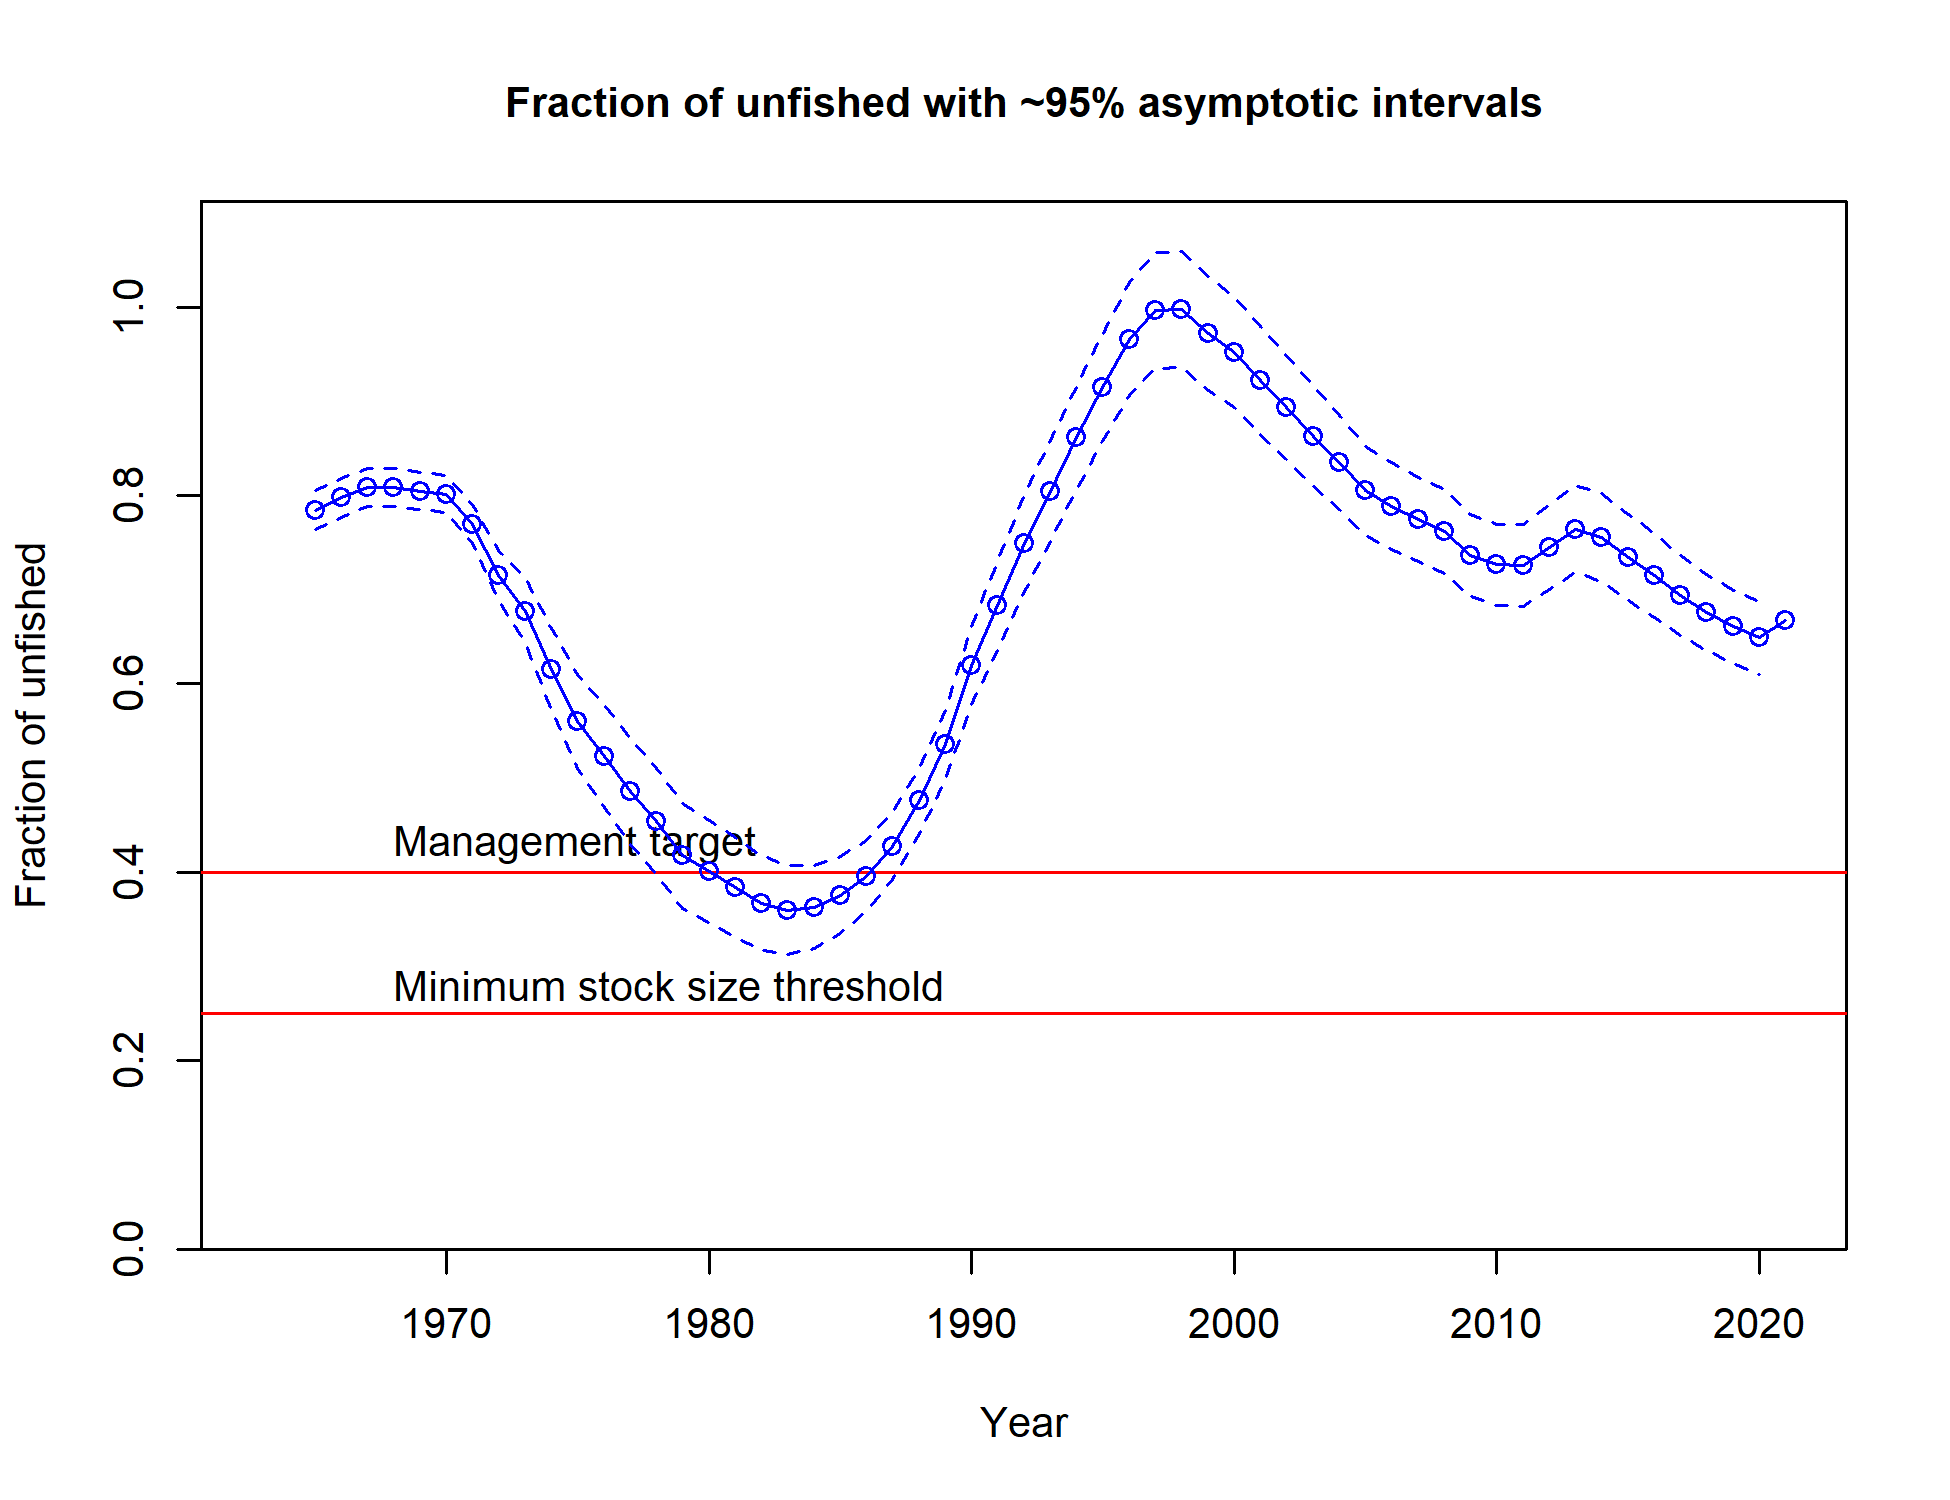 Fraction of unfished with ~95% asymptotic intervals
Fraction of unfished
1.0
0.8
0.6
0.4
0.2
0.0
Management target
Minimum stock size threshold
1970 1980 1990 2000 2010 2020
Year